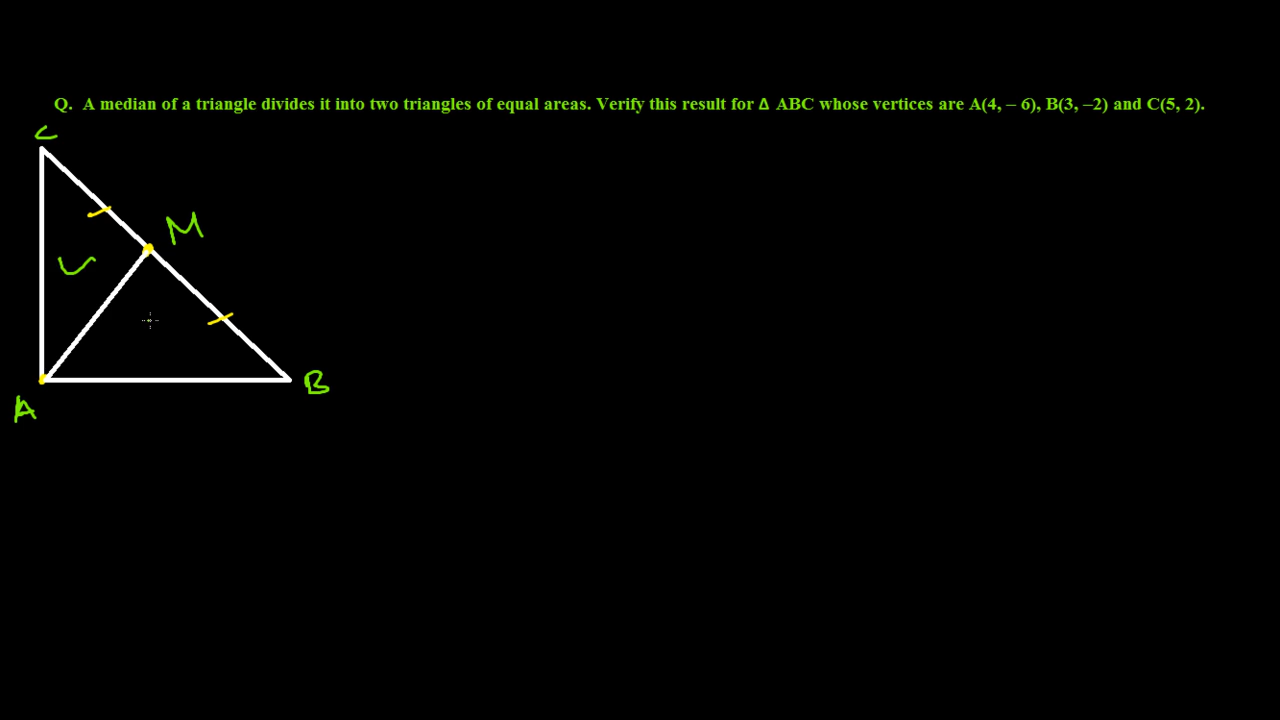 Q. A median of a triangle divides it into two triangles of equal areas. Verify this result for Δ ABC whose vertices are A(4, – 6), B(3, –2) and C(5, 2).
C
M
B
A